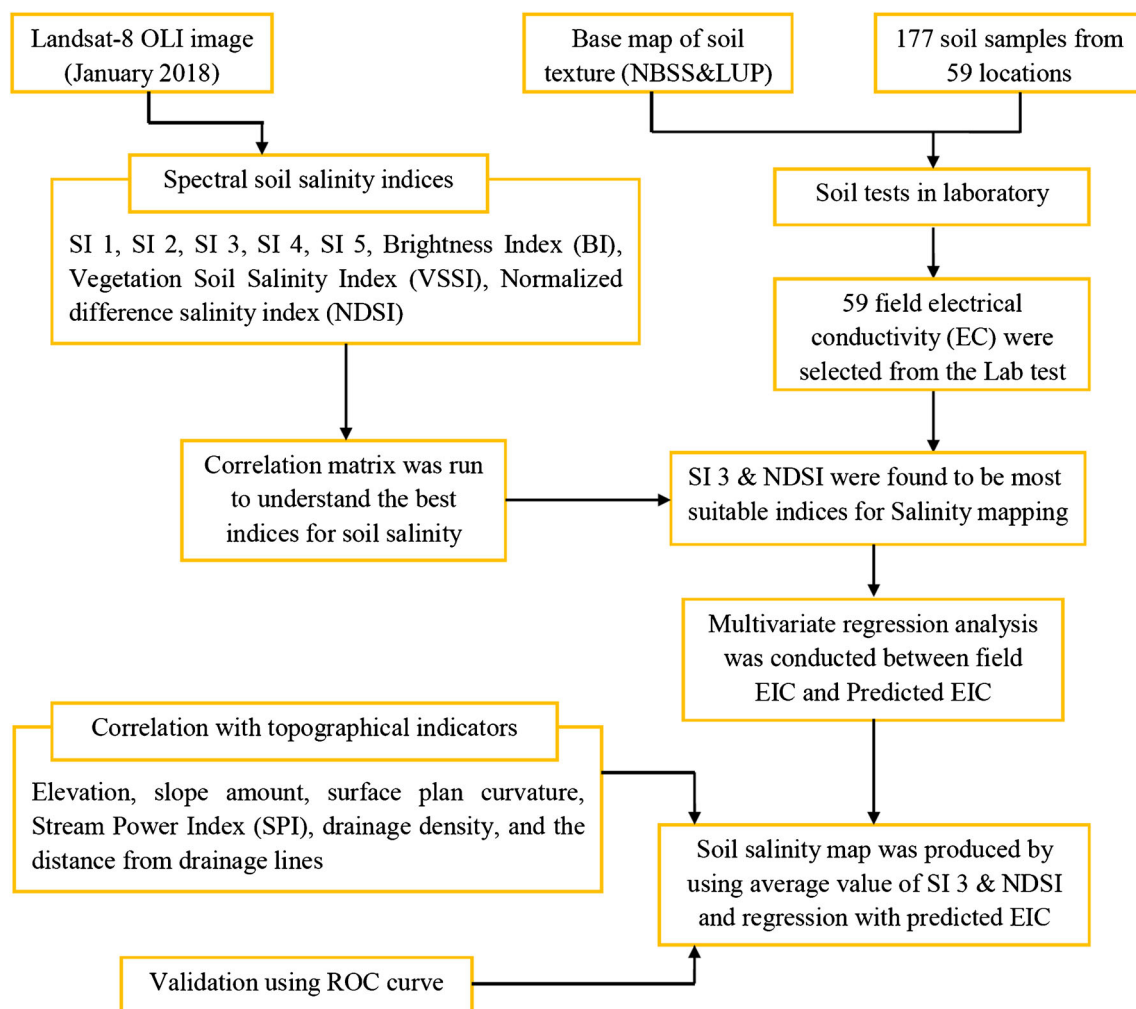 Landsat-8 OLI image
(January 2018)
Base map of soil
texture (NBSS&LUP)
177 soil samples from
59 locations
Spectral soil salinity indices
SI 1, SI 2, SI 3, SI 4, SI 5, Brightness Index (BI),
Vegetation Soil Salinity Index (VSSI), Normalized
difference salinity index (NDSI)
Soil tests in laboratory
59 field electrical
conductivity (EC) were
selected from the Lab test
Correlation matrix was run
to understand the best
indices for soil salinity
SI 3 & NDSI were found to be most
suitable indices for Salinity mapping
Multivariate regression analysis
was conducted between field
EIC and Predicted EIC
Correlation with topographical indicators
Elevation, slope amount, surface plan curvature,
Stream Power Index (SPI), drainage density, and the
distance from drainage lines
Soil salinity map was produced by
using average value of SI 3 & NDSI
and regression with predicted EIC
Validation using ROC curve